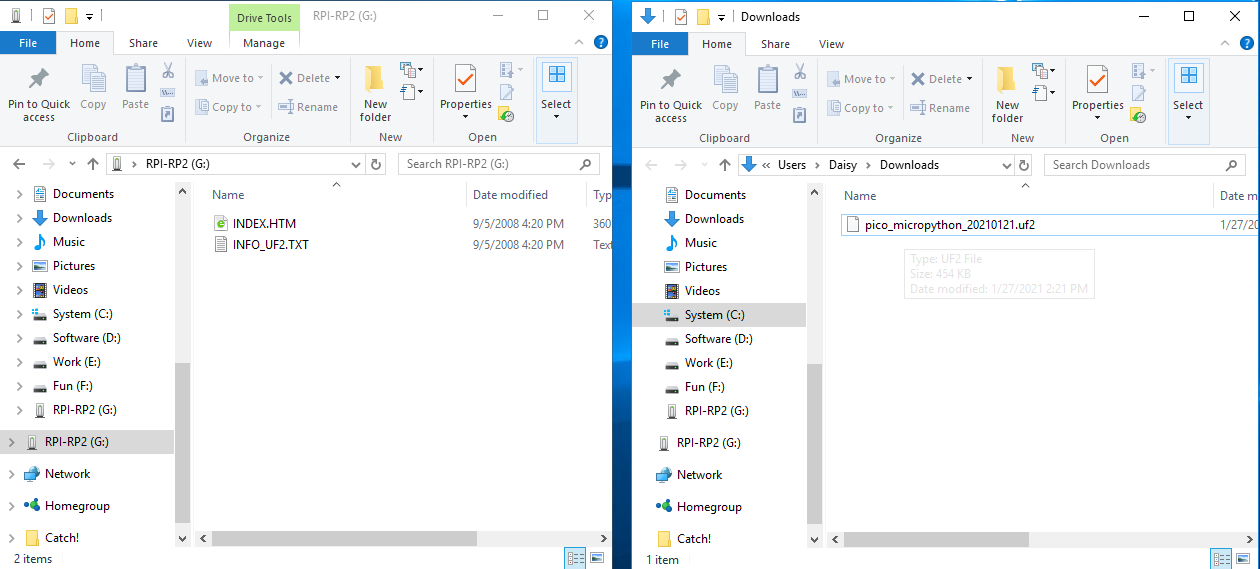 Drive Tools
RPI-RP2 (G:)
File
Home
Share
View
Manage
Pin to Quick access
Copy
Paste
Move to
Copy to
Delete
Rename
New folder
Properties
Select
Clipboard
Organize
New
Open
RPI-RP2 (G:)
Search RPI-RP2 (G:)
Documents
Downloads
Music
Pictures
Videos
System (C:)
Software (D:)
Work (E:)
Fun (F:)
RPI-RP2 (G:)
RPI-RP2 (G:)
Network
Homegroup
Catch!
Name
Date modified
Typ
INDEX.HTM
9/5/2008 4:20 PM
360
INFO_UF2.TXT
9/5/2008 4:20 PM
Tex
2 items
Downloads
File
Home
Share
View
Pin to Quick access
Copy
Paste
Move to
Copy to
Delete
Rename
New folder
Properties
Select
Clipboard
Organize
New
Open
Users
Daisy
Downloads
Search Downloads
Documents
Downloads
Music
Pictures
Videos
System (C:)
Software (D:)
Work (E:)
Fun (F:)
RPI-RP2 (G:)
RPI-RP2 (G:)
Network
Homegroup
Catch!
Name
Date m
pico_micropython_20210121.uf2
1/27/20
Type: UF2 File
Size: 454 KB
Date modified: 1/27/2021 2:21 PM
1 item